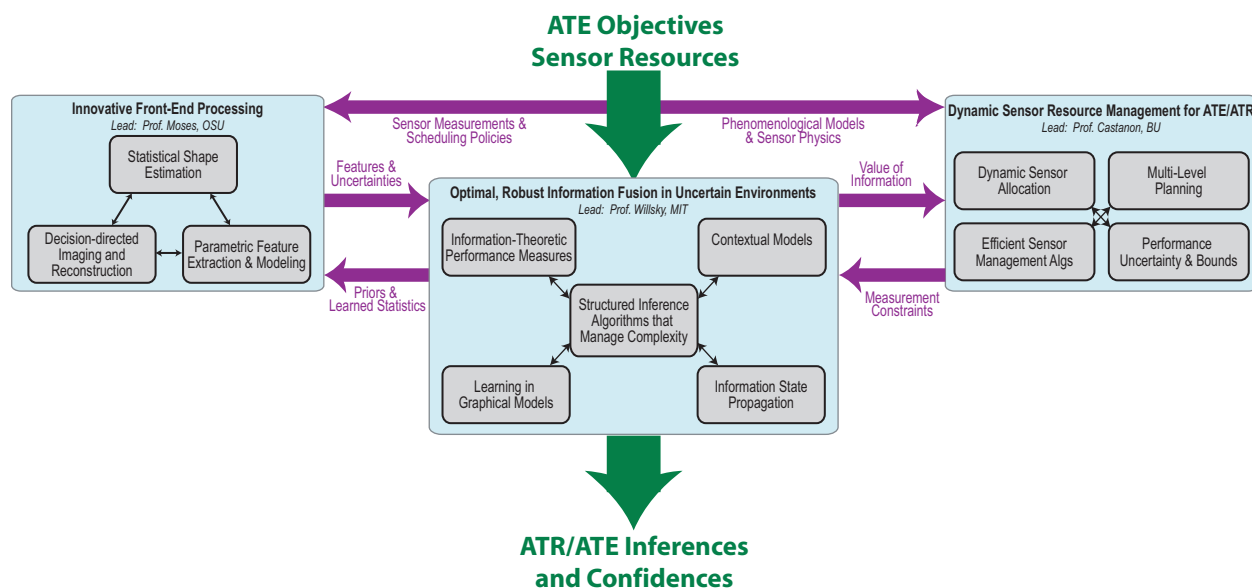 ATE Objectives
Sensor Resources
Innovative Front-End Processing
Lead: Prof. Moses, OSU
Statistical Shape
Estimation
Decision-directed
Imaging and
Reconstruction
Parametric Feature
Extraction & Modeling
Sensor Measurements &
Scheduling Policies
Phenomenological Models
& Sensor Physics
Features &
Uncertainties
Priors &
Learned Statistics
Optimal, Robust Information Fusion in Uncertain Environments
Lead: Prof. Willsky, MIT
Information-Theoretic
Performance Measures
Contextual Models
Structured Inference
Algorithms that
Manage Complexity
Learning in
Graphical Models
Information State
Propagation
Value of
Information
Measurement
Constraints
Dynamic Sensor Resource Management for ATE/ATR
Lead: Prof. Castanon, BU
Dynamic Sensor
Allocation
Multi-Level
Planning
Efficient Sensor
Management Algs
Performance
Uncertainty & Bounds
ATR/ATE Inferences
and Confidences